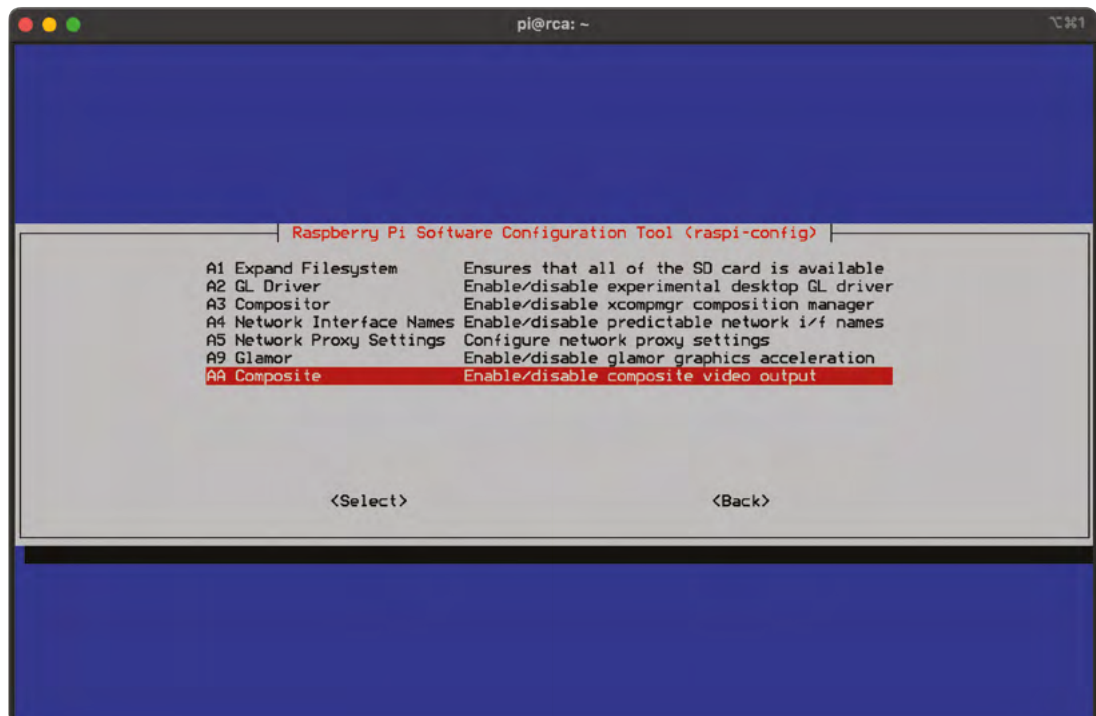 pi@rca: ~
⌥⌘1
Raspberry Pi Software Configuration Tool (raspi-config)
A1 Expand Filesystem Ensures that all of the SD card is available
A2 GL Driver Enable/disable experimental desktop GL driver
A3 Compositor Enable/disable xcompmgr composition manager
A4 Network Interface Names Enable/disable predictable network i/f names
A5 Network Proxy Settings Configure network proxy settings
A9 Glamor Enable/disable glamor graphics acceleration
AA Composite Enable/disable composite video output
<Select> <Back>